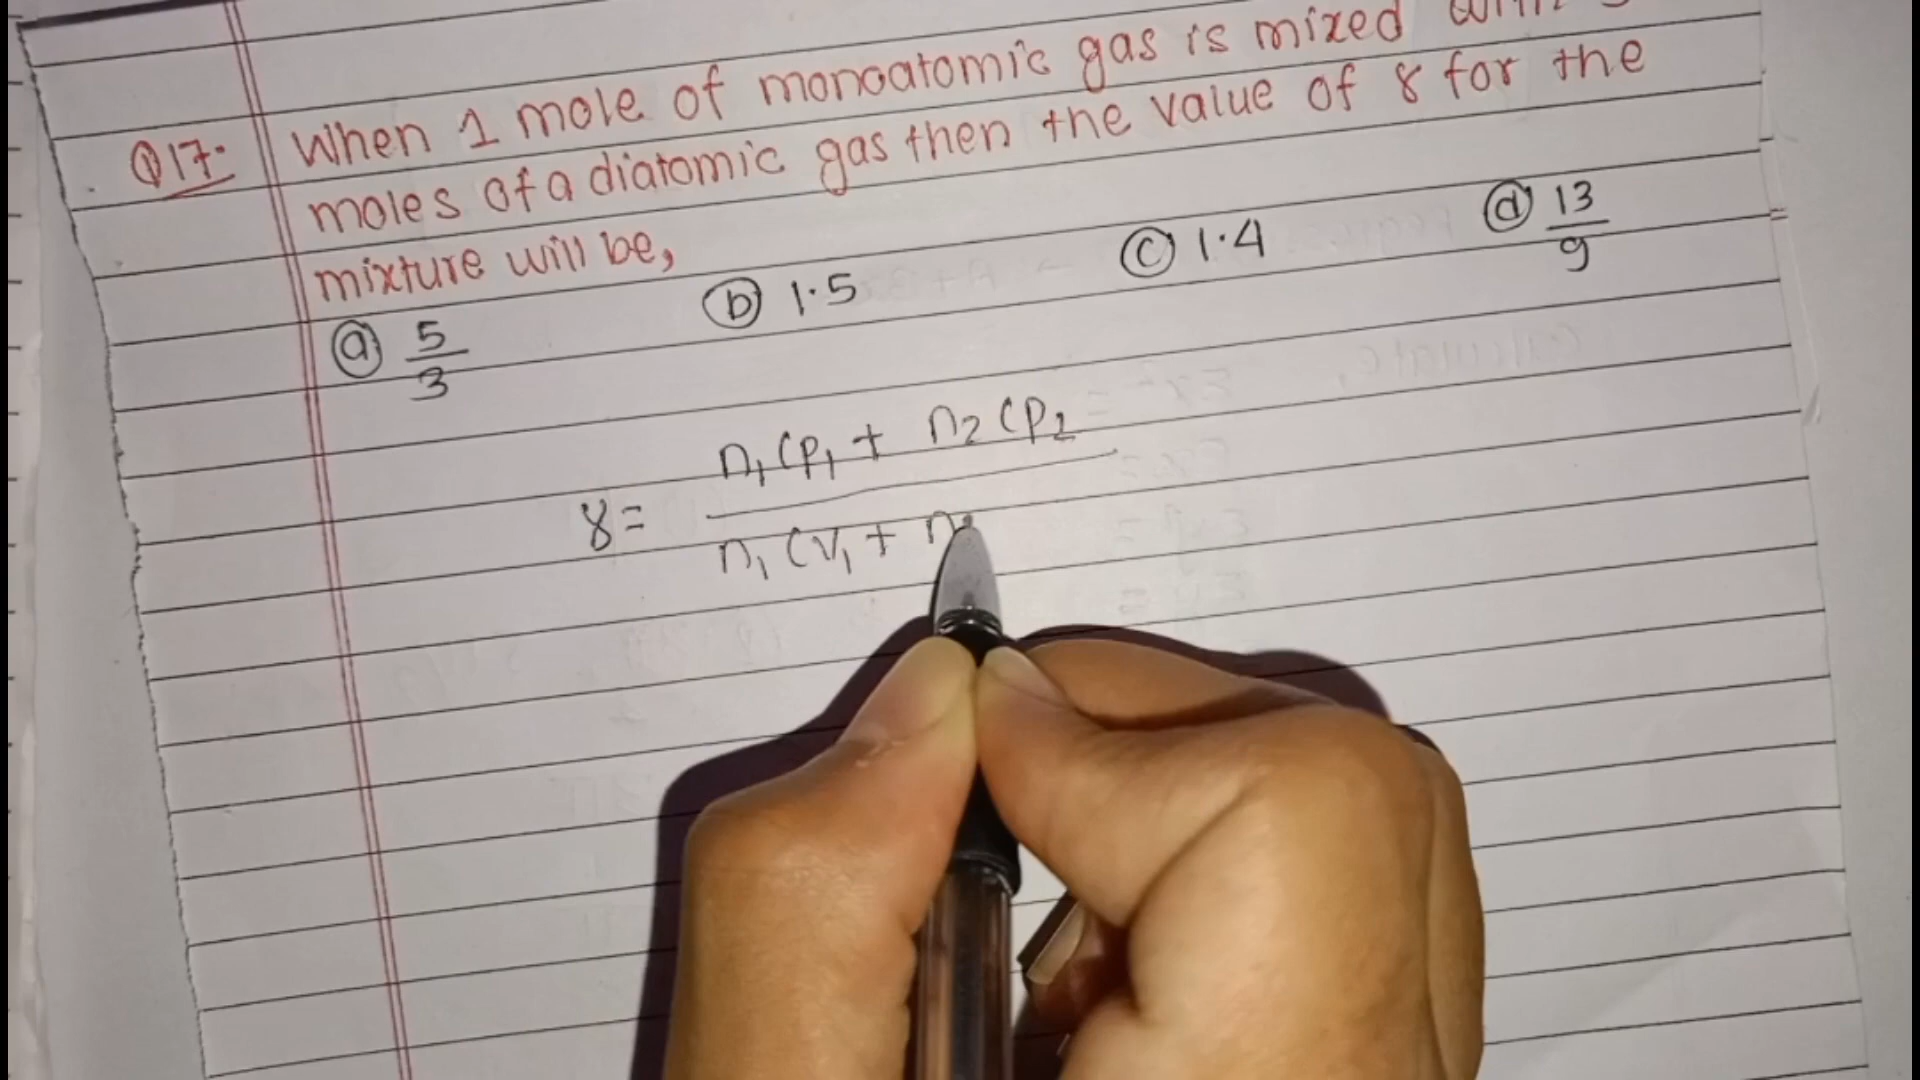 When 1 mole of monoatomic gas is mixed with
Q17: moles of a diatomic gas then the value of γ for the
mixture will be,
ⓐ 5/3 ⓑ 1.5 ⓒ 1.4 ⓓ 13/9
γ = n₁Cp₁ + n₂Cp₂
n₁Cv₁ + n